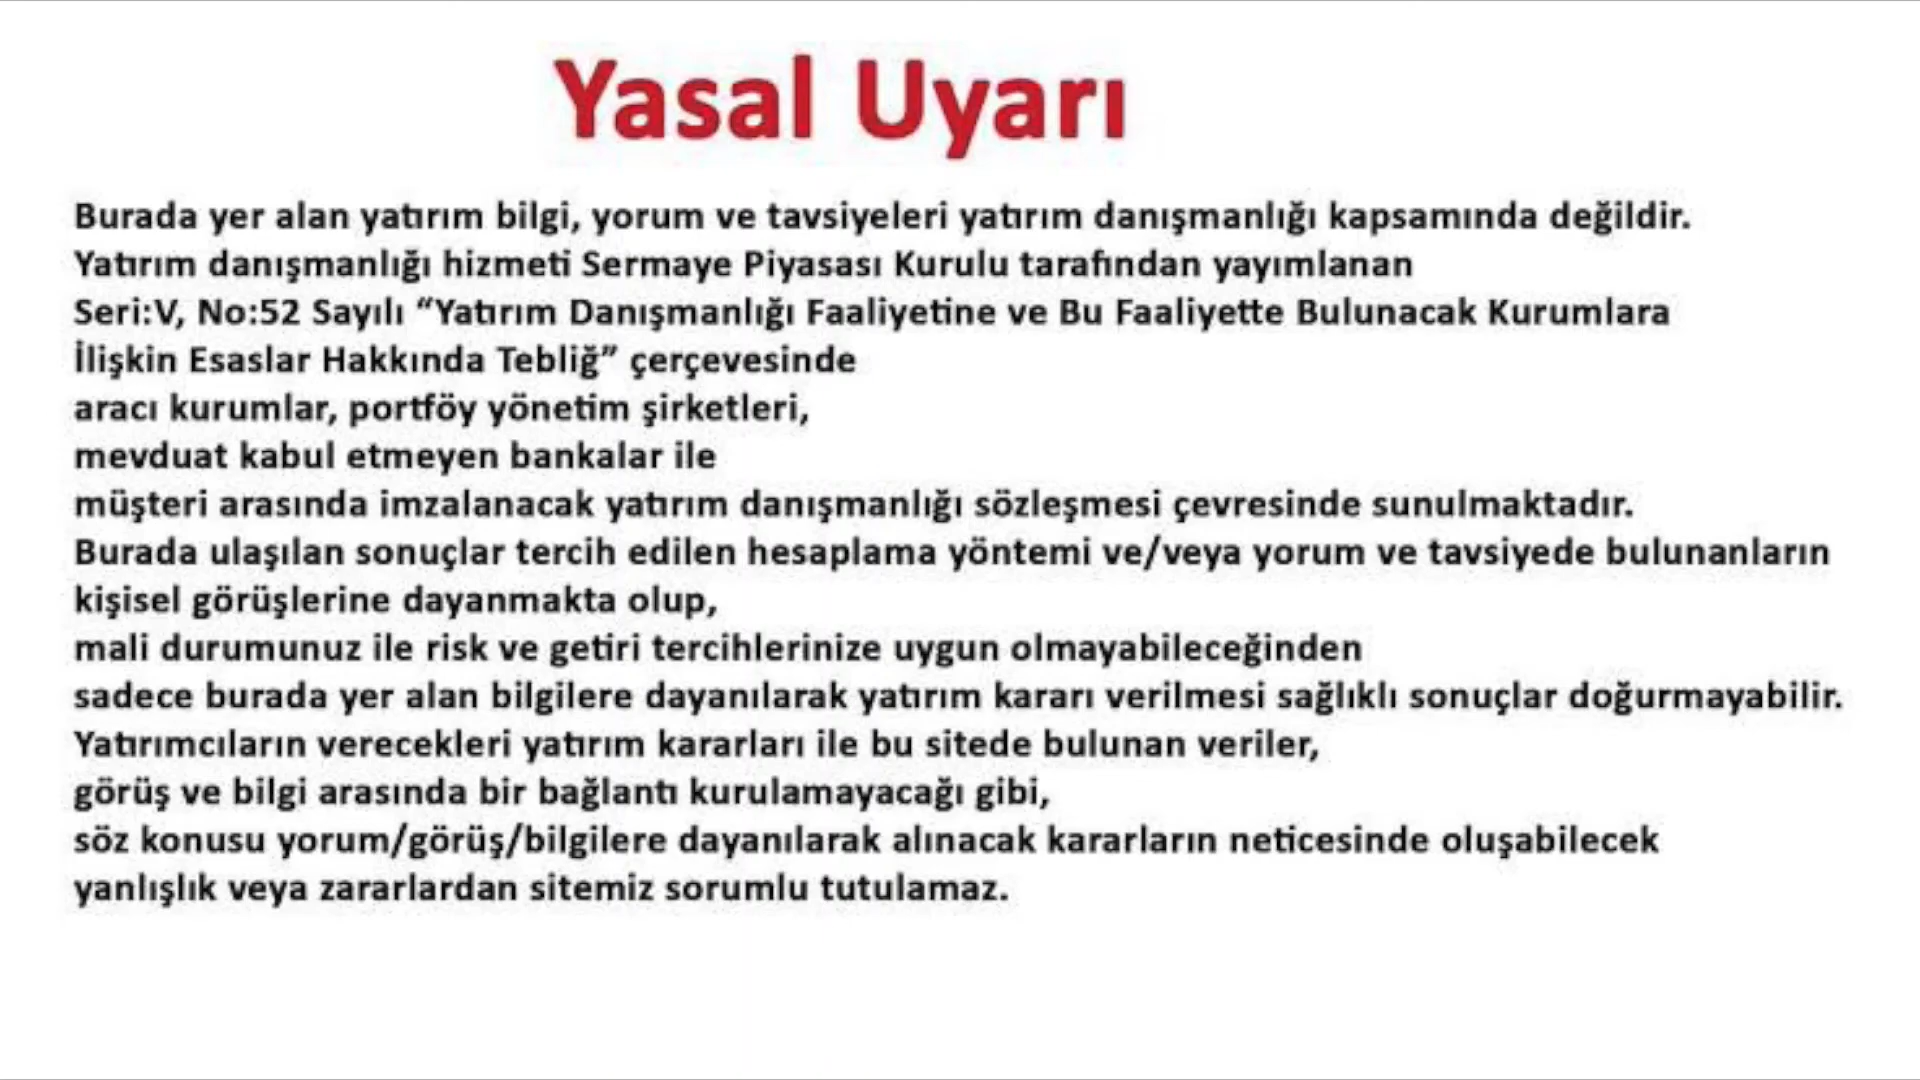 Yasal Uyarı
Burada yer alan yatırım bilgi, yorum ve tavsiyeleri yatırım danışmanlığı kapsamında değildir.
Yatırım danışmanlığı hizmeti Sermaye Piyasası Kurulu tarafından yayımlanan
Seri:V, No:52 Sayılı “Yatırım Danışmanlığı Faaliyetine ve Bu Faaliyette Bulunacak Kurumlara
İlişkin Esaslar Hakkında Tebliğ” çerçevesinde
aracı kurumlar, portföy yönetim şirketleri,
mevduat kabul etmeyen bankalar ile
müşteri arasında imzalanacak yatırım danışmanlığı sözleşmesi çevresinde sunulmaktadır.
Burada ulaşılan sonuçlar tercih edilen hesaplama yöntemi ve/veya yorum ve tavsiyede bulunanların
kişisel görüşlerine dayanmakta olup,
mali durumunuz ile risk ve getiri tercihlerinize uygun olmayabileceğinden
sadece burada yer alan bilgilere dayanılarak yatırım kararı verilmesi sağlıklı sonuçlar doğurmayabilir.
Yatırımcıların verecekleri yatırım kararları ile bu sitede bulunan veriler,
görüş ve bilgi arasında bir bağlantı kurulamayacağı gibi,
söz konusu yorum/görüş/bilgilere dayanılarak alınacak kararların neticesinde oluşabilecek
yanlışlık veya zararlardan sitemiz sorumlu tutulamaz.